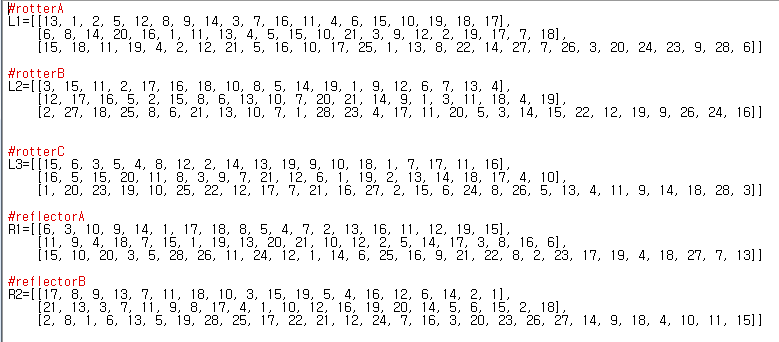 #rotterA
L1=[[13, 1, 2, 5, 12, 8, 9, 14, 3, 7, 16, 11, 4, 6, 15, 10, 19, 18, 17],
[6, 8, 14, 20, 16, 1, 11, 13, 4, 5, 15, 10, 21, 3, 9, 12, 2, 19, 17, 7, 18],
[15, 18, 11, 19, 4, 2, 12, 21, 5, 16, 10, 17, 25, 1, 13, 8, 22, 14, 27, 7, 26, 3, 20, 24, 23, 9, 28, 6]]
#rotterB
L2=[[3, 15, 11, 2, 17, 16, 18, 10, 8, 5, 14, 19, 1, 9, 12, 6, 7, 13, 4],
[12, 17, 16, 5, 2, 15, 8, 6, 13, 10, 7, 20, 21, 14, 9, 1, 3, 11, 18, 4, 19],
[2, 27, 18, 25, 8, 6, 21, 13, 10, 7, 1, 28, 23, 4, 17, 11, 20, 5, 3, 14, 15, 22, 12, 19, 9, 26, 24, 16]]
#rotterC
L3=[[15, 6, 3, 5, 4, 8, 12, 2, 14, 13, 19, 9, 10, 18, 1, 7, 17, 11, 16],
[16, 5, 15, 20, 11, 8, 3, 9, 7, 21, 12, 6, 1, 19, 2, 13, 14, 18, 17, 4, 10],
[1, 20, 23, 19, 10, 25, 22, 12, 17, 7, 21, 16, 27, 2, 15, 6, 24, 8, 26, 5, 13, 4, 11, 9, 14, 18, 28, 3]]
#reflectorA
R1=[[6, 3, 10, 9, 14, 1, 17, 18, 8, 5, 4, 7, 2, 13, 16, 11, 12, 19, 15],
[11, 9, 4, 18, 7, 15, 1, 19, 13, 20, 21, 10, 12, 2, 5, 14, 17, 3, 8, 16, 6],
[15, 10, 20, 3, 5, 28, 26, 11, 24, 12, 1, 14, 6, 25, 16, 9, 21, 22, 8, 2, 23, 17, 19, 4, 18, 27, 7, 13]]
#reflectorB
R2=[[17, 8, 9, 13, 7, 11, 18, 10, 3, 15, 19, 5, 4, 16, 12, 6, 14, 2, 1],
[21, 13, 3, 7, 11, 9, 8, 17, 4, 1, 10, 12, 16, 19, 20, 14, 5, 6, 15, 2, 18],
[2, 8, 1, 6, 13, 5, 19, 28, 25, 17, 22, 21, 12, 24, 7, 16, 3, 20, 23, 26, 27, 14, 9, 18, 4, 10, 11, 15]]